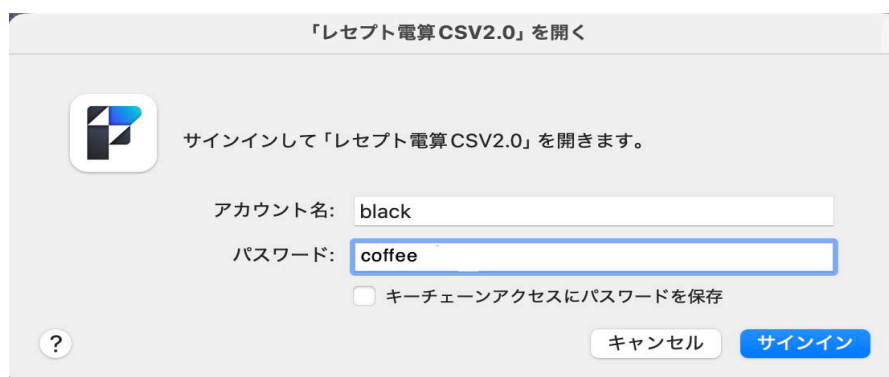 「レセプト電算CSV2.0」を開く
サインインして「レセプト電算CSV2.0」を開きます。
アカウント名: black
パスワード: coffee
キーチェーンアクセスにパスワードを保存
? キャンセル サインイン